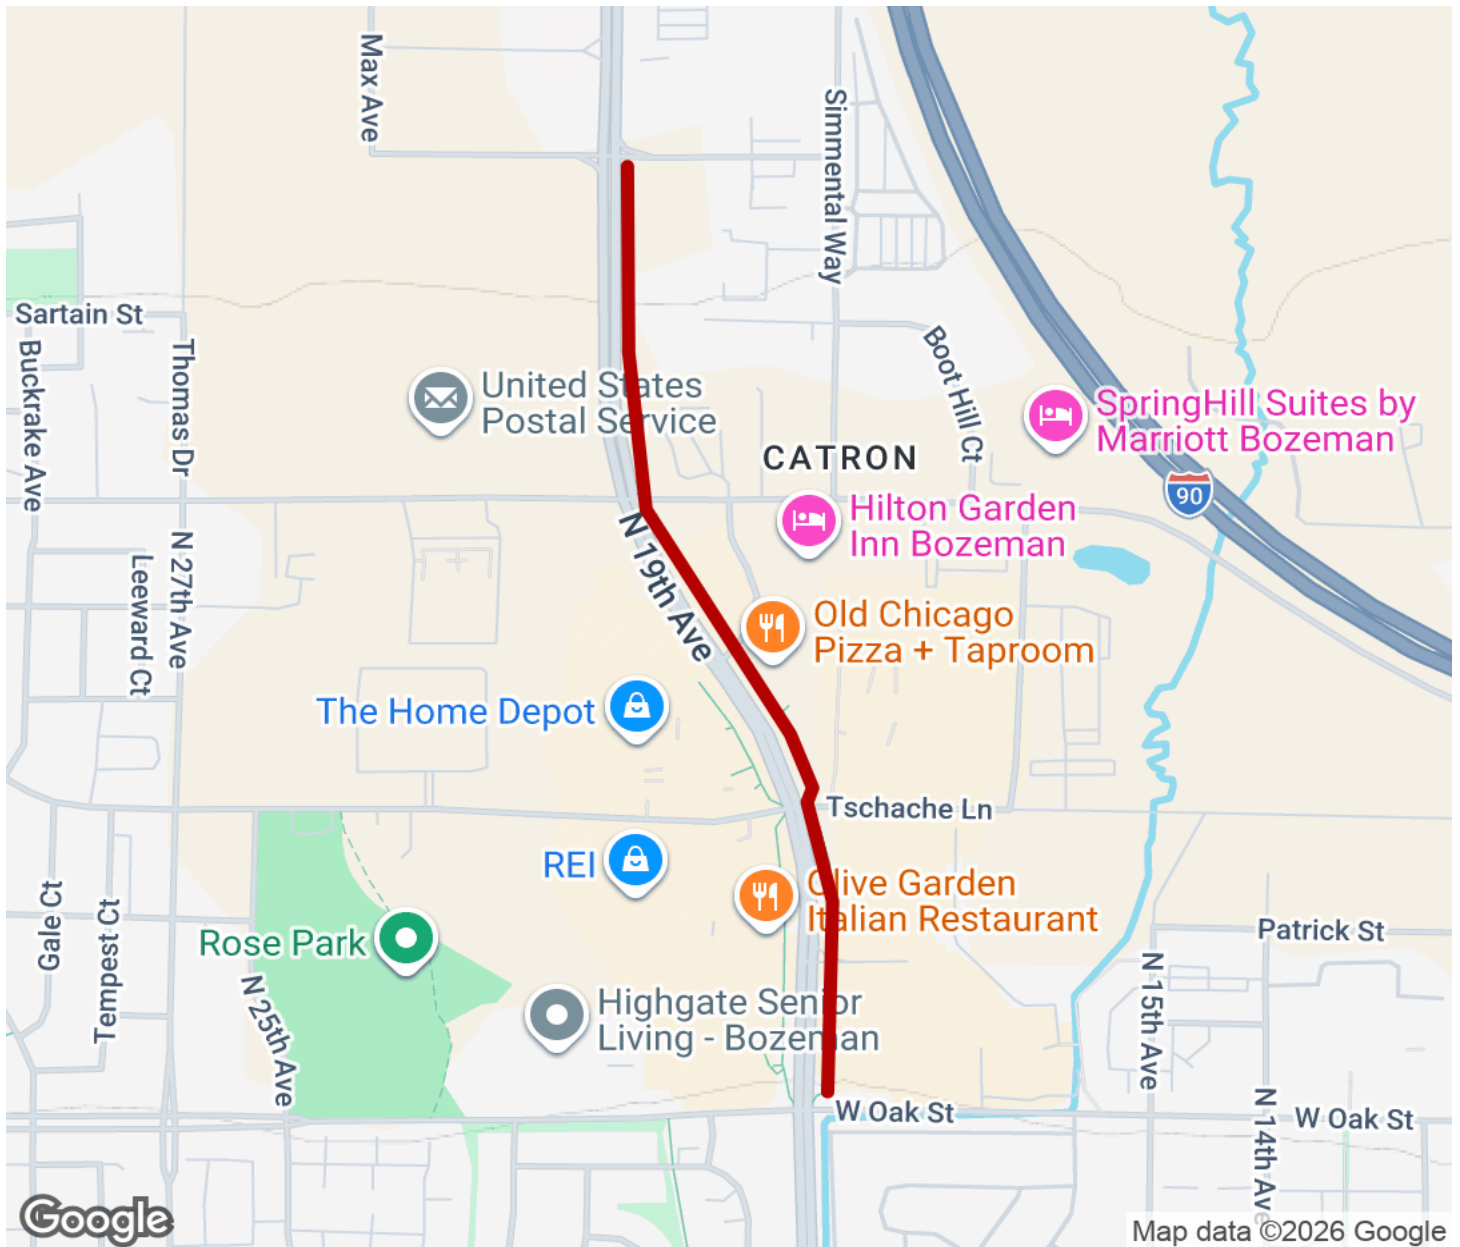 Max Ave
Simmental Way
Sartain St
Buckrake Ave
Thomas Dr
United States
Postal Service
Boot Hill Ct
SpringHill Suites by
Marriott Bozeman
CATRON
90
Hilton Garden
Inn Bozeman
N 19th Ave
N 27th Ave
Leeward Ct
Old Chicago
Pizza + Taproom
The Home Depot
Tschache Ln
REI
Olive Garden
Italian Restaurant
Gale Ct
Tempest Ct
Rose Park
Patrick St
N 25th Ave
Highgate Senior
Living - Bozeman
N 15th Ave
W Oak St
N 14th Ave
W Oak St
Google
Map data ©2026 Google